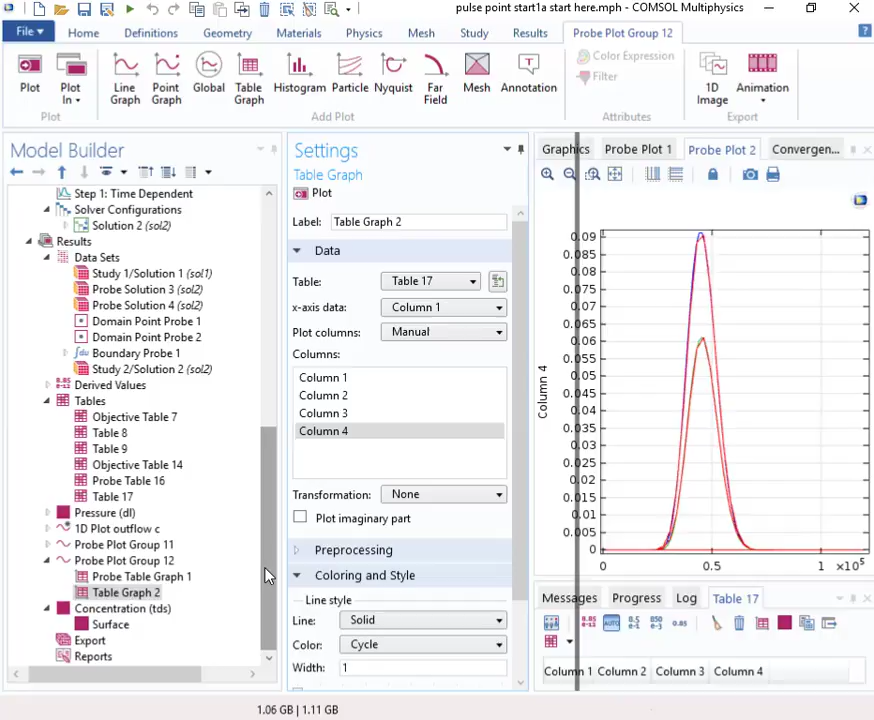 pulse point start1a start here.mph - COMSOL Multiphysics
File
Home
Definitions
Geometry
Materials
Physics
Mesh
Study
Results
Probe Plot Group 12
Plot
Plot In
Line Graph
Point Graph
Global
Table Graph
Histogram
Particle
Nyquist
Far Field
Mesh
Annotation
Color Expression
Filter
1D Image
Animation
Plot
Add Plot
Attributes
Export
Model Builder
Step 1: Time Dependent
Solver Configurations
Solution 2 (sol2)
Results
Data Sets
Study 1/Solution 1 (sol1)
Probe Solution 3 (sol2)
Probe Solution 4 (sol2)
Domain Point Probe 1
Domain Point Probe 2
Boundary Probe 1
Study 2/Solution 2 (sol2)
Derived Values
Tables
Objective Table 7
Table 8
Table 9
Objective Table 14
Probe Table 16
Table 17
Pressure (dl)
1D Plot outflow c
Probe Plot Group 11
Probe Plot Group 12
Probe Table Graph 1
Table Graph 2
Concentration (tds)
Surface
Export
Reports
Settings
Table Graph
Plot
Label: Table Graph 2
Data
Table: Table 17
x-axis data: Column 1
Plot columns: Manual
Columns:
Column 1
Column 2
Column 3
Column 4
Transformation: None
Plot imaginary part
Preprocessing
Coloring and Style
Line style
Line: Solid
Color: Cycle
Width: 1
Graphics
Probe Plot 1
Probe Plot 2
Convergen...
0.09
0.085
0.08
0.075
0.07
0.065
0.06
0.055
0.05
0.045
0.04
0.035
0.03
0.025
0.02
0.015
0.01
0.005
0
Column 4
0 0.5 1 ×10⁵
Messages
Progress
Log
Table 17
8.85
e-12
AUTO
8.5
e-3
850
e-3
0.85
Column 1 Column 2 Column 3 Column 4
1.06 GB | 1.11 GB